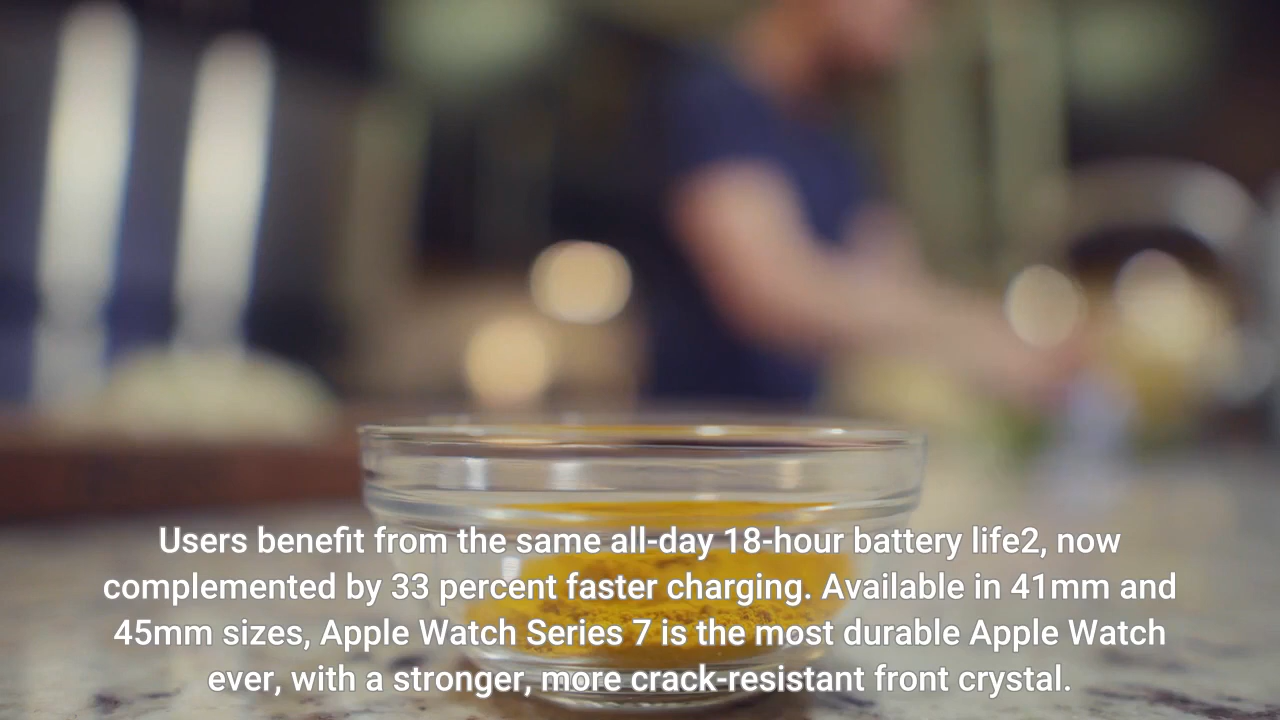 Users benefit from the same all-day 18-hour battery life2, now
complemented by 33 percent faster charging. Available in 41mm and
45mm sizes, Apple Watch Series 7 is the most durable Apple Watch
ever, with a stronger, more crack-resistant front crystal.